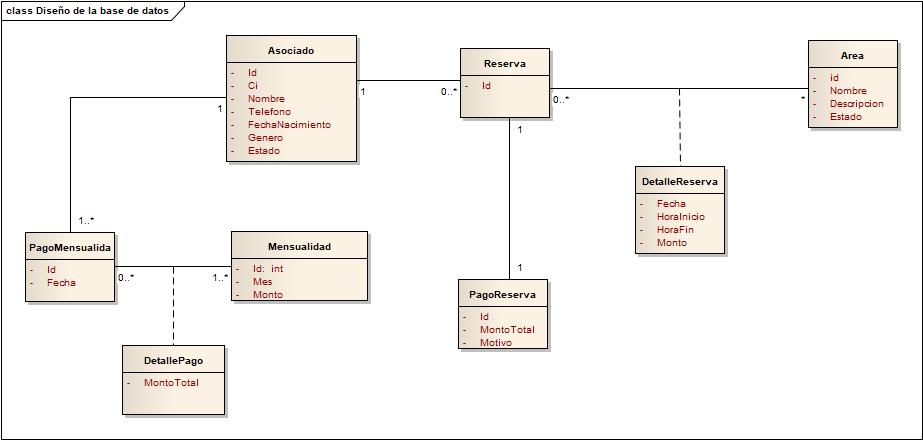 class Diseño de la base de datos
Asociado
- Id
- Ci
- Nombre
- Telefono
- FechaNacimiento
- Genero
- Estado
1
1
0..*
Reserva
- Id
0..*
*
Area
- id
- Nombre
- Descripcion
- Estado
1
DetalleReserva
- Fecha
- HoraInicio
- HoraFin
- Monto
1..*
PagoMensualida
- Id
- Fecha
0..*
1..*
Mensualidad
- Id: int
- Mes
- Monto
1
PagoReserva
- Id
- MontoTotal
- Motivo
DetallePago
- MontoTotal